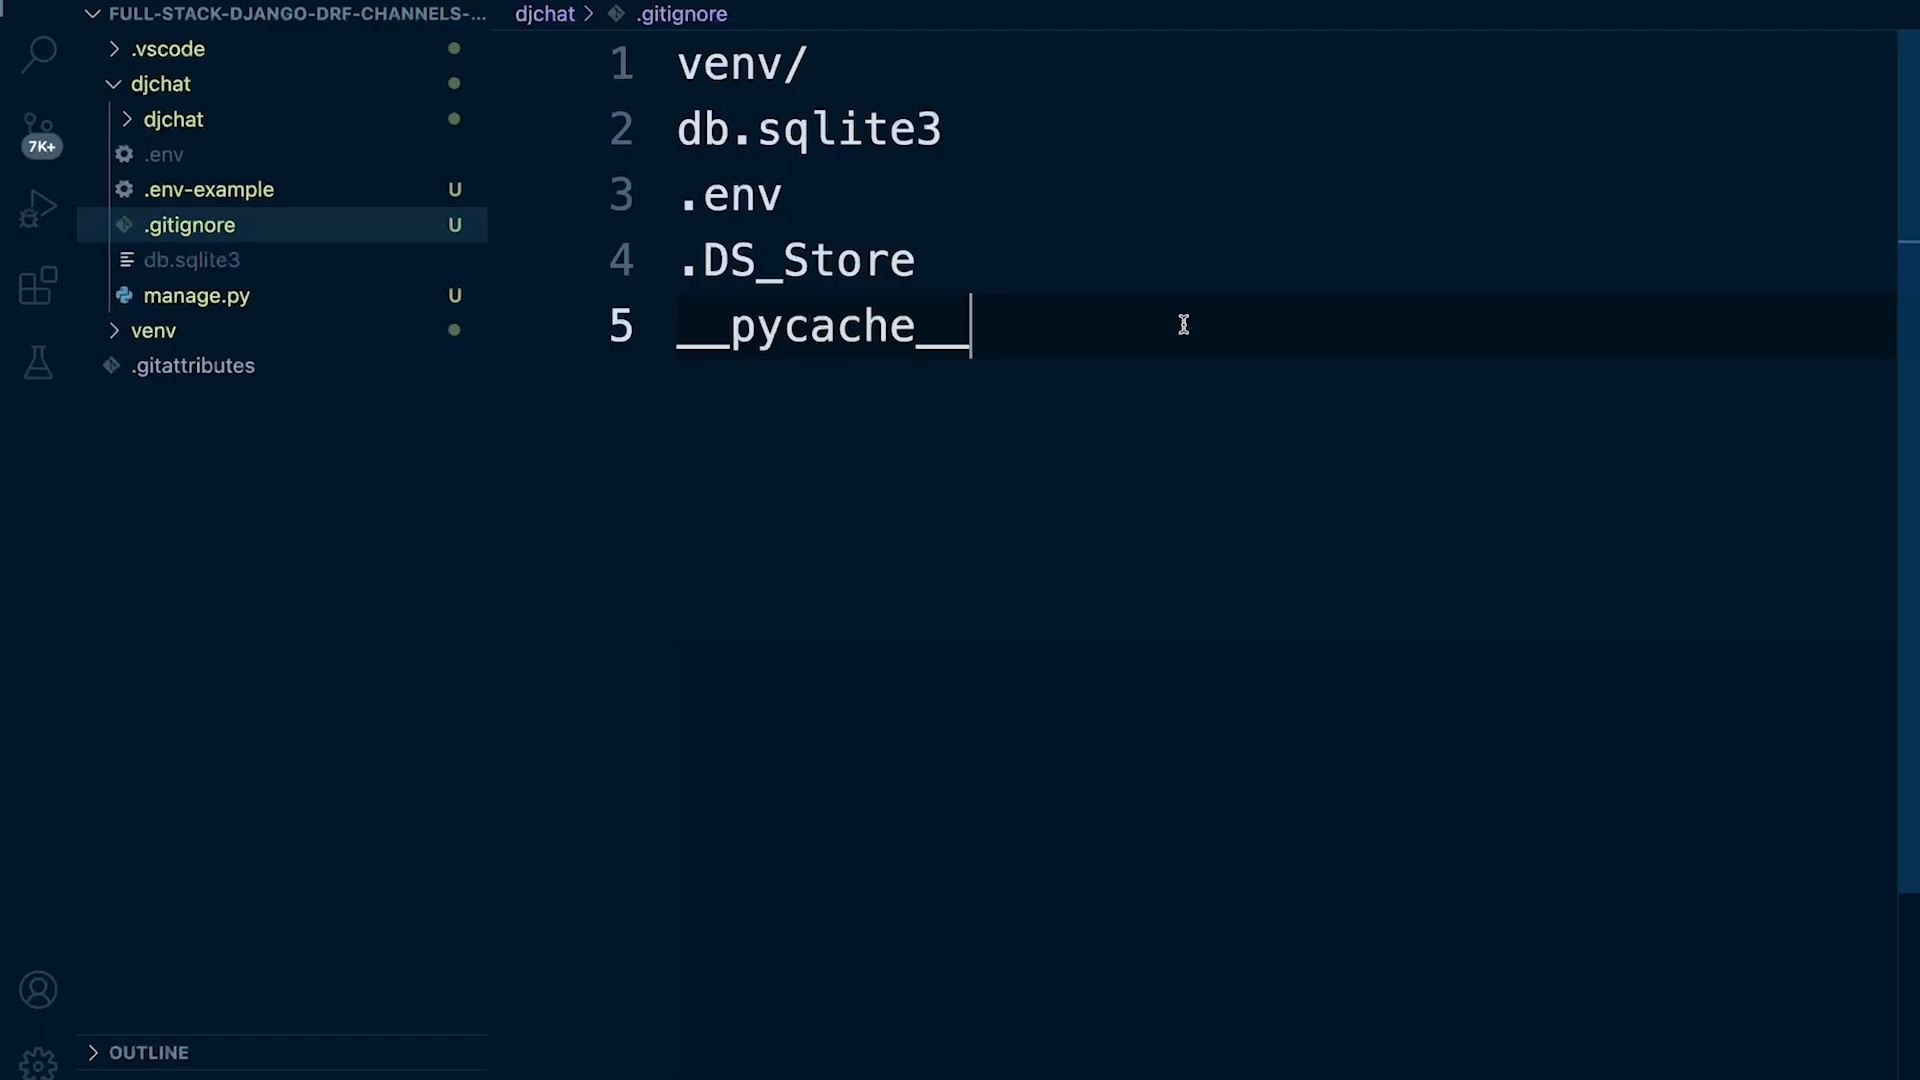 FULL-STACK-DJANGO-DRF-CHANNELS-...
.vscode
djchat
djchat
.env
.env-example U
.gitignore U
db.sqlite3
manage.py U
venv
.gitattributes
7K+
OUTLINE
djchat > .gitignore
1 venv/
2 db.sqlite3
3 .env
4 .DS_Store
5 __pycache__